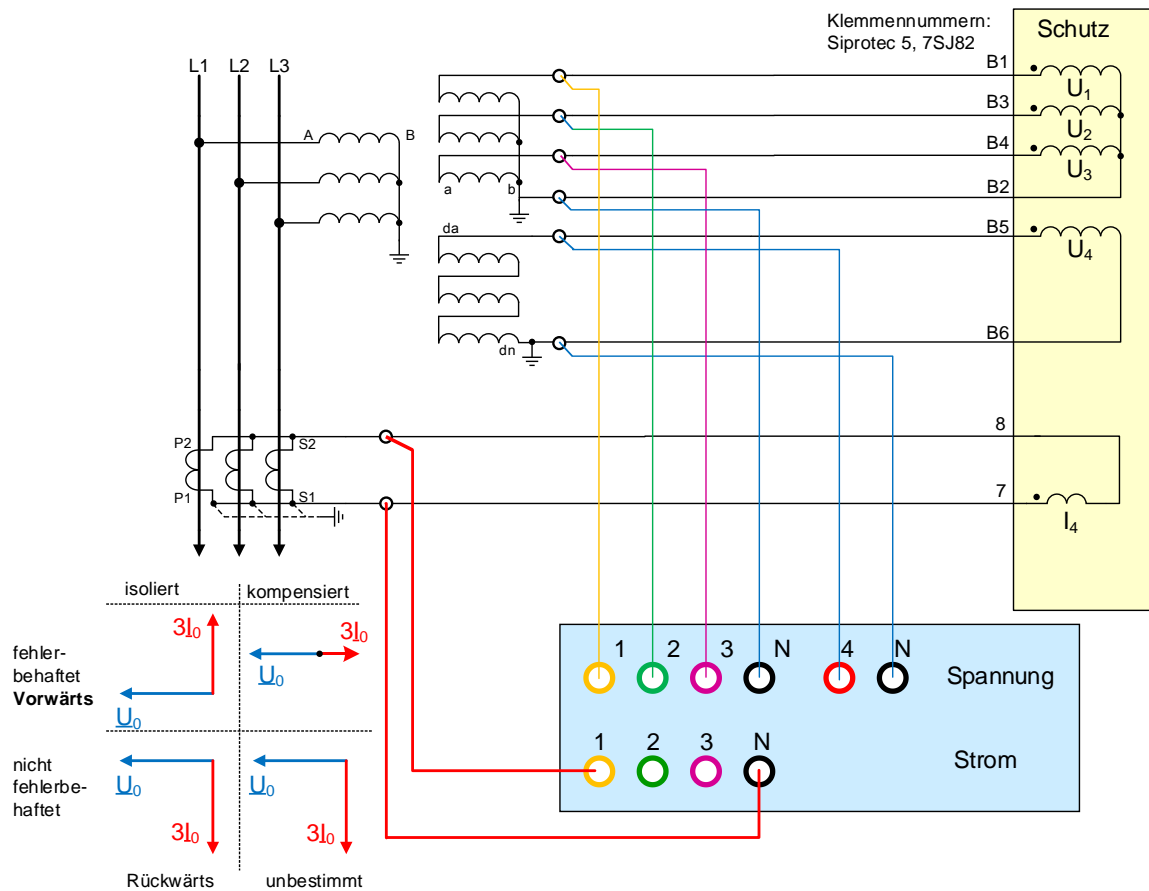 Klemmennummern:
Siprotec 5, 7SJ82
Schutz
L1 L2 L3
B1
U1
B3
U2
B4
U3
B2
B5
U4
B6
A B
a b
da
dn
P2 S2
P1 S1
8
7
I4
isoliert kompensiert
fehler-
behaftet
Vorwärts
3I0
U0
3I0
U0
nicht
fehlerbe-
haftet
U0
3I0
U0
3I0
Rückwärts unbestimmt
1 2 3 N 4 N
Spannung
1 2 3 N
Strom